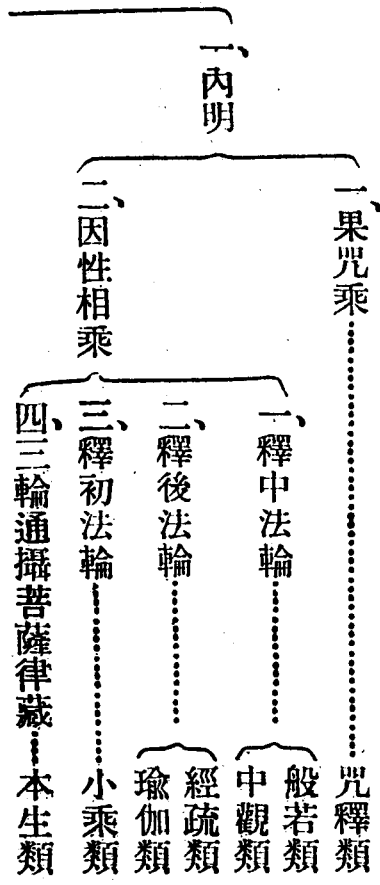 一、內明
一、果咒乘……咒釋類
二、因性相乘
一、釋中法輪……
般若類
中觀類
二、釋後法輪……
經疏類
瑜伽類
三、釋初法輪……小乘類
四、三輪通攝菩薩律藏……本生類